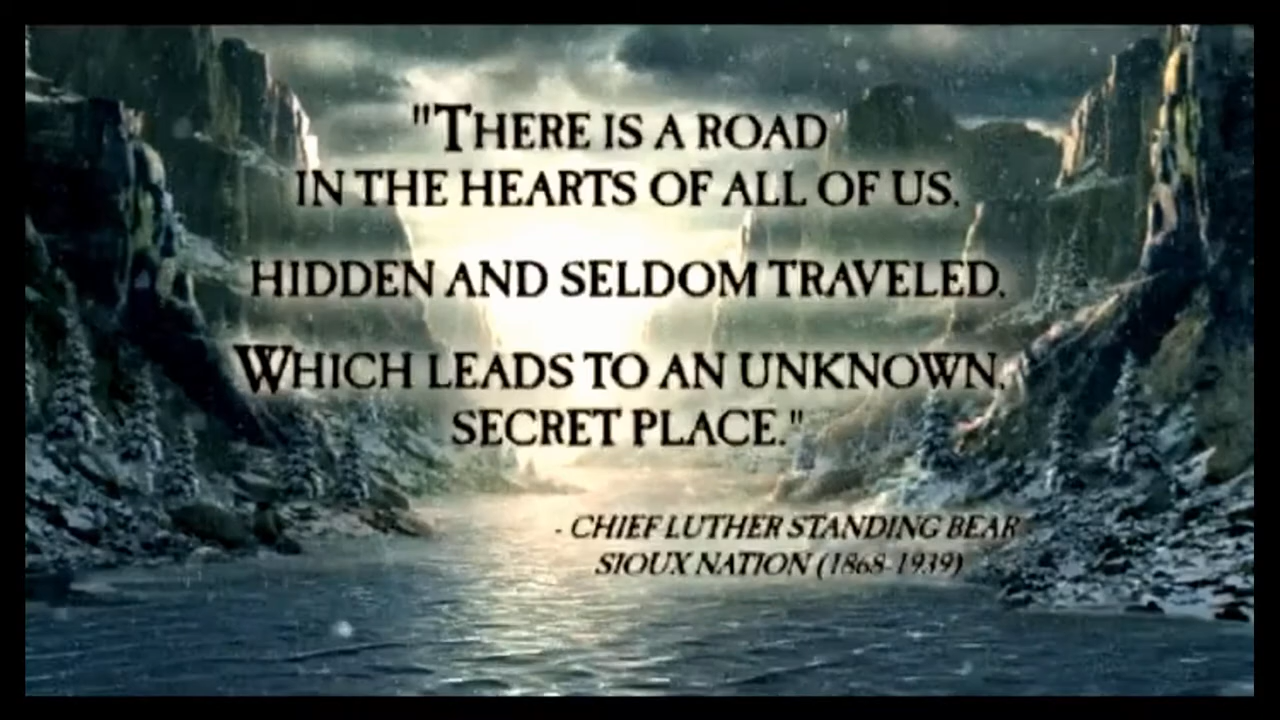 "THERE IS A ROAD
IN THE HEARTS OF ALL OF US,
HIDDEN AND SELDOM TRAVELED,
WHICH LEADS TO AN UNKNOWN,
SECRET PLACE."
- CHIEF LUTHER STANDING BEAR
SIOUX NATION (1868-1939)